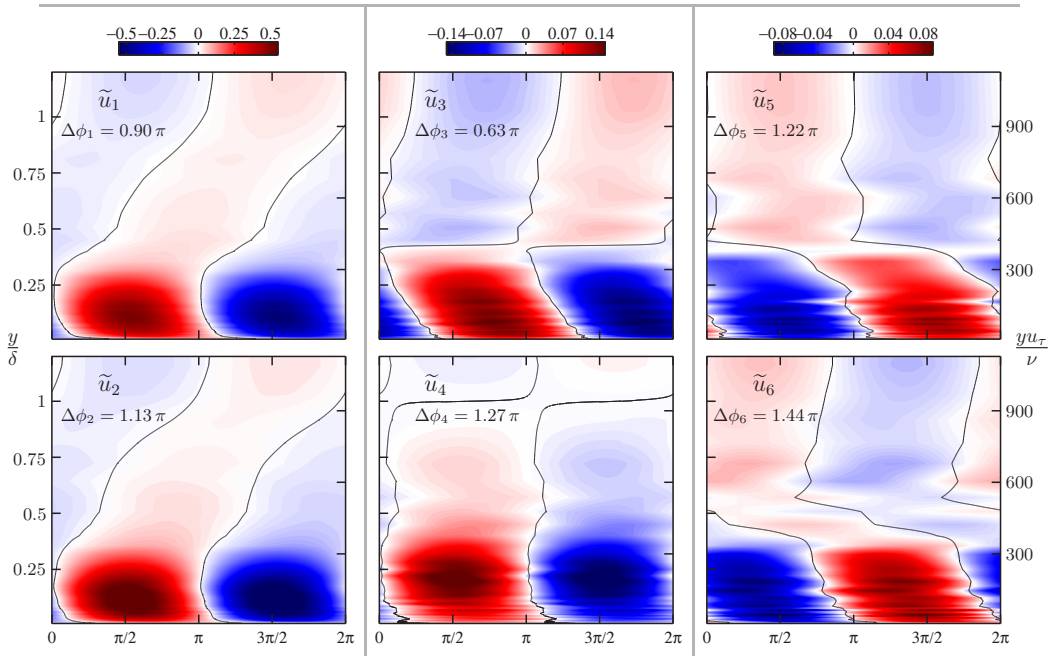 −0.5−0.25 0 0.25 0.5
−0.14−0.07 0 0.07 0.14
−0.08−0.04 0 0.04 0.08
ũ₁
Δϕ₁ = 0.90 π
ũ₃
Δϕ₃ = 0.63 π
ũ₅
Δϕ₅ = 1.22 π
1
0.75
0.5
0.25
900
600
300
y/δ
yu_τ/ν
ũ₂
Δϕ₂ = 1.13 π
ũ₄
Δϕ₄ = 1.27 π
ũ₆
Δϕ₆ = 1.44 π
1
0.75
0.5
0.25
900
600
300
0 π/2 π 3π/2 2π
π/2 π 3π/2 2π
0 π/2 π 3π/2 2π